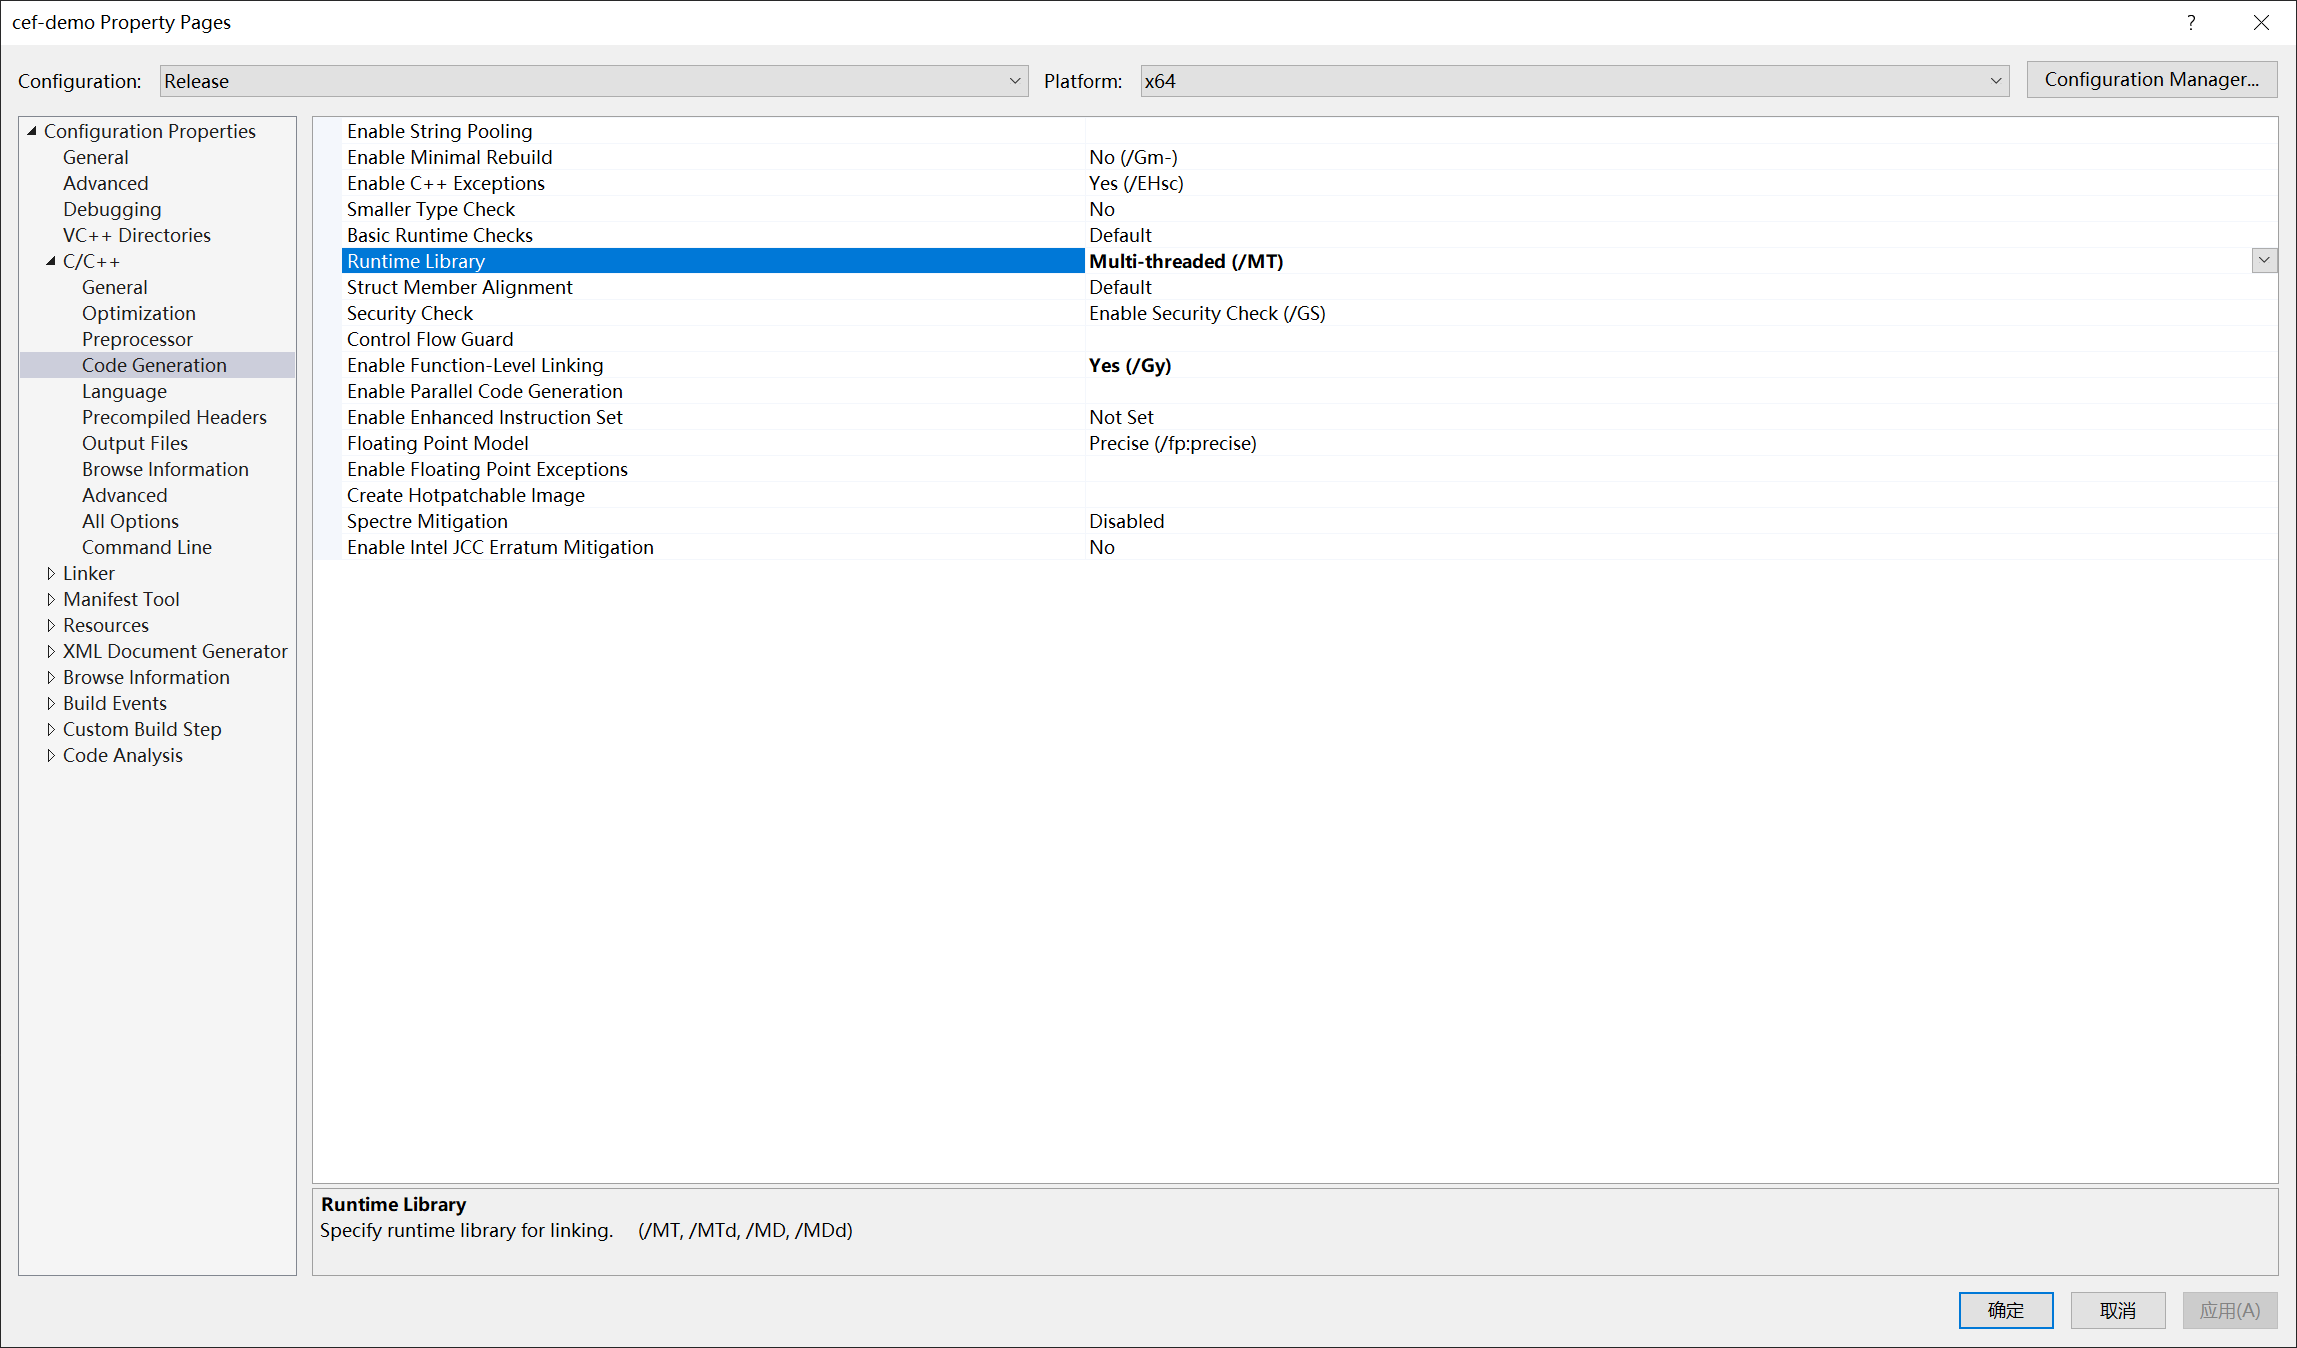 cef-demo Property Pages
Configuration: Release Platform: x64 Configuration Manager...
Configuration Properties
General
Advanced
Debugging
VC++ Directories
C/C++
General
Optimization
Preprocessor
Code Generation
Language
Precompiled Headers
Output Files
Browse Information
Advanced
All Options
Command Line
Linker
Manifest Tool
Resources
XML Document Generator
Browse Information
Build Events
Custom Build Step
Code Analysis
Enable String Pooling
Enable Minimal Rebuild No (/Gm-)
Enable C++ Exceptions Yes (/EHsc)
Smaller Type Check No
Basic Runtime Checks Default
Runtime Library Multi-threaded (/MT)
Struct Member Alignment Default
Security Check Enable Security Check (/GS)
Control Flow Guard
Enable Function-Level Linking Yes (/Gy)
Enable Parallel Code Generation
Enable Enhanced Instruction Set Not Set
Floating Point Model Precise (/fp:precise)
Enable Floating Point Exceptions
Create Hotpatchable Image
Spectre Mitigation Disabled
Enable Intel JCC Erratum Mitigation No
Runtime Library
Specify runtime library for linking. (/MT, /MTd, /MD, /MDd)
确定 取消 应用(A)